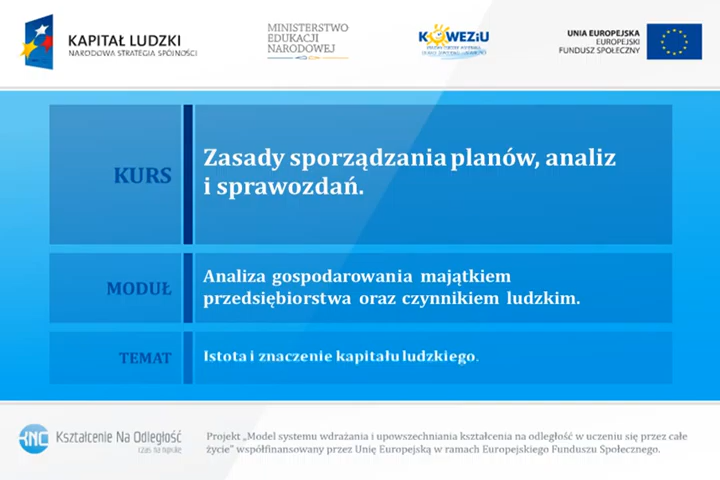 KAPITAŁ LUDZKI
NARODOWA STRATEGIA SPÓJNOŚCI
MINISTERSTWO
EDUKACJI
NARODOWEJ
KOWEZiU
UNIA EUROPEJSKA
EUROPEJSKI
FUNDUSZ SPOŁECZNY
KURS
Zasady sporządzania planów, analiz
i sprawozdań.
MODUŁ
Analiza gospodarowania majątkiem
przedsiębiorstwa oraz czynnikiem ludzkim.
TEMAT
Istota i znaczenie kapitału ludzkiego.
KNO
Kształcenie Na Odległość
Projekt „Model systemu wdrażania i upowszechniania kształcenia na odległość w uczeniu się przez całe
życie" współfinansowany przez Unię Europejską w ramach Europejskiego Funduszu Społecznego.